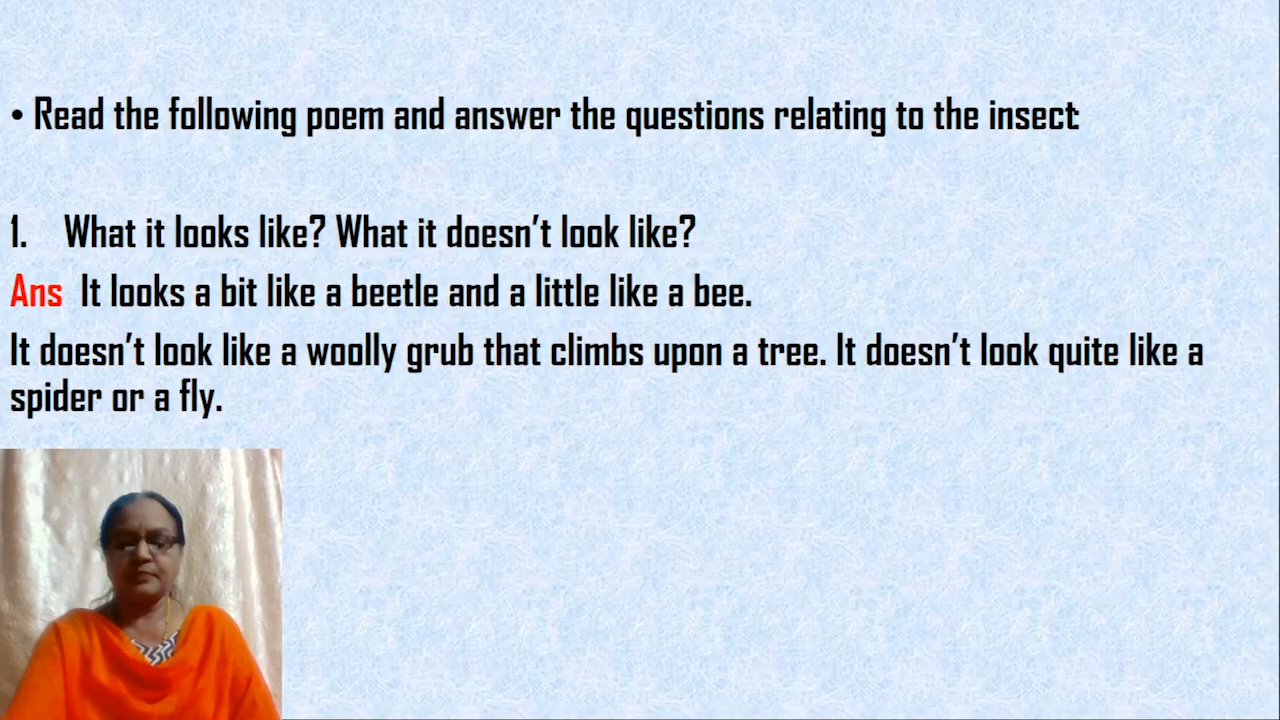 • Read the following poem and answer the questions relating to the insect
1. What it looks like? What it doesn't look like?
Ans It looks a bit like a beetle and a little like a bee.
It doesn't look like a woolly grub that climbs upon a tree. It doesn't look quite like a
spider or a fly.